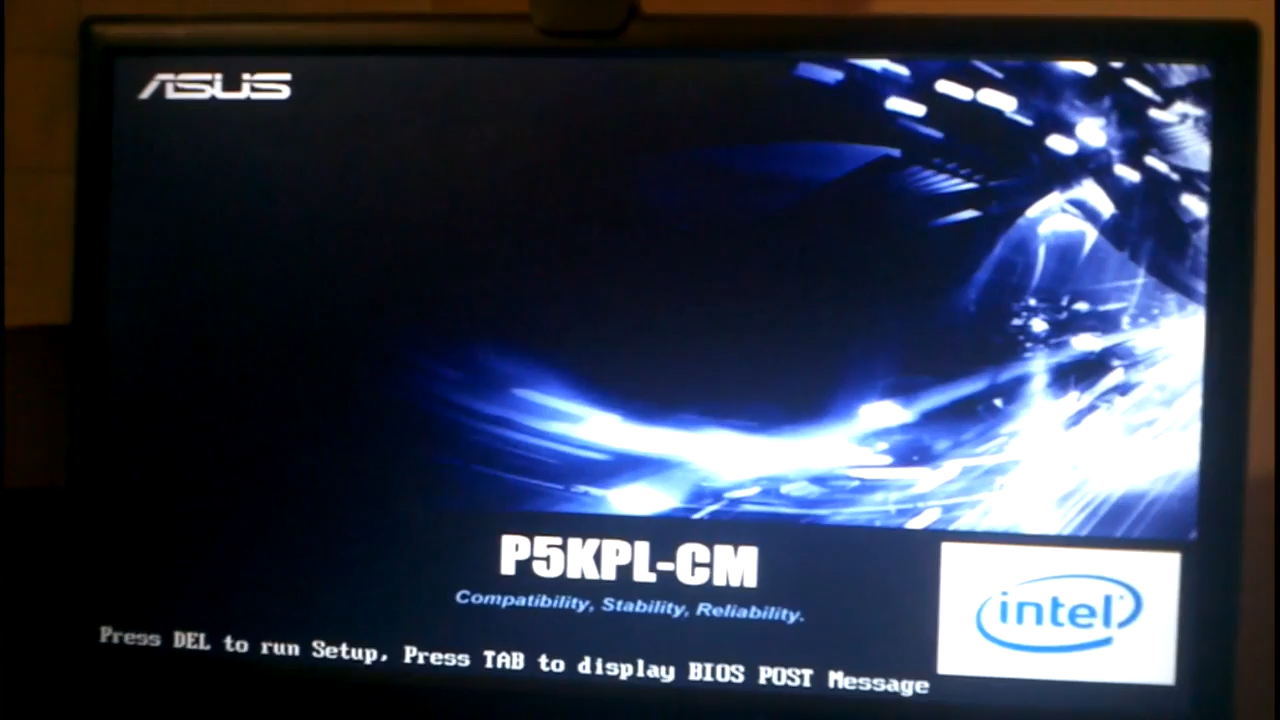 ASUS
P5KPL-CM
Compatibility, Stability, Reliability.
intel
Press DEL to run Setup, Press TAB to display BIOS POST Message